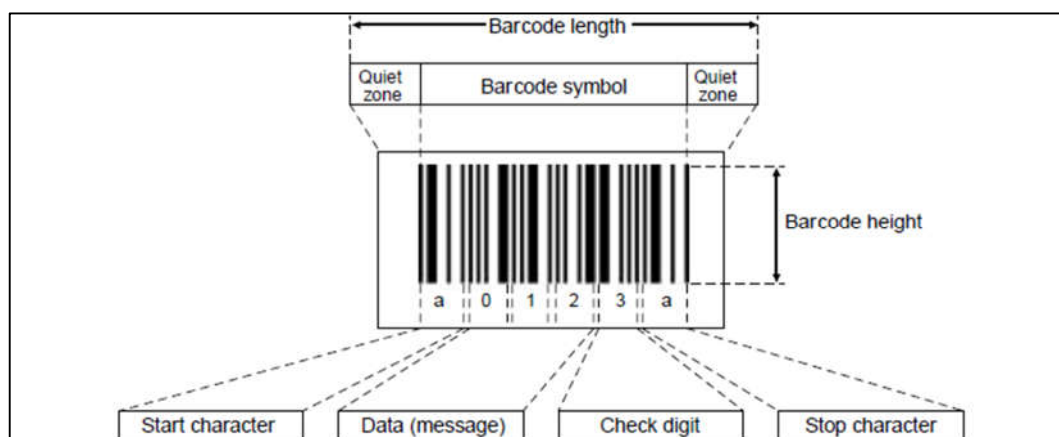 Barcode length
Quiet zone Barcode symbol Quiet zone
Barcode height
a 0 1 2 3 a
Start character Data (message) Check digit Stop character